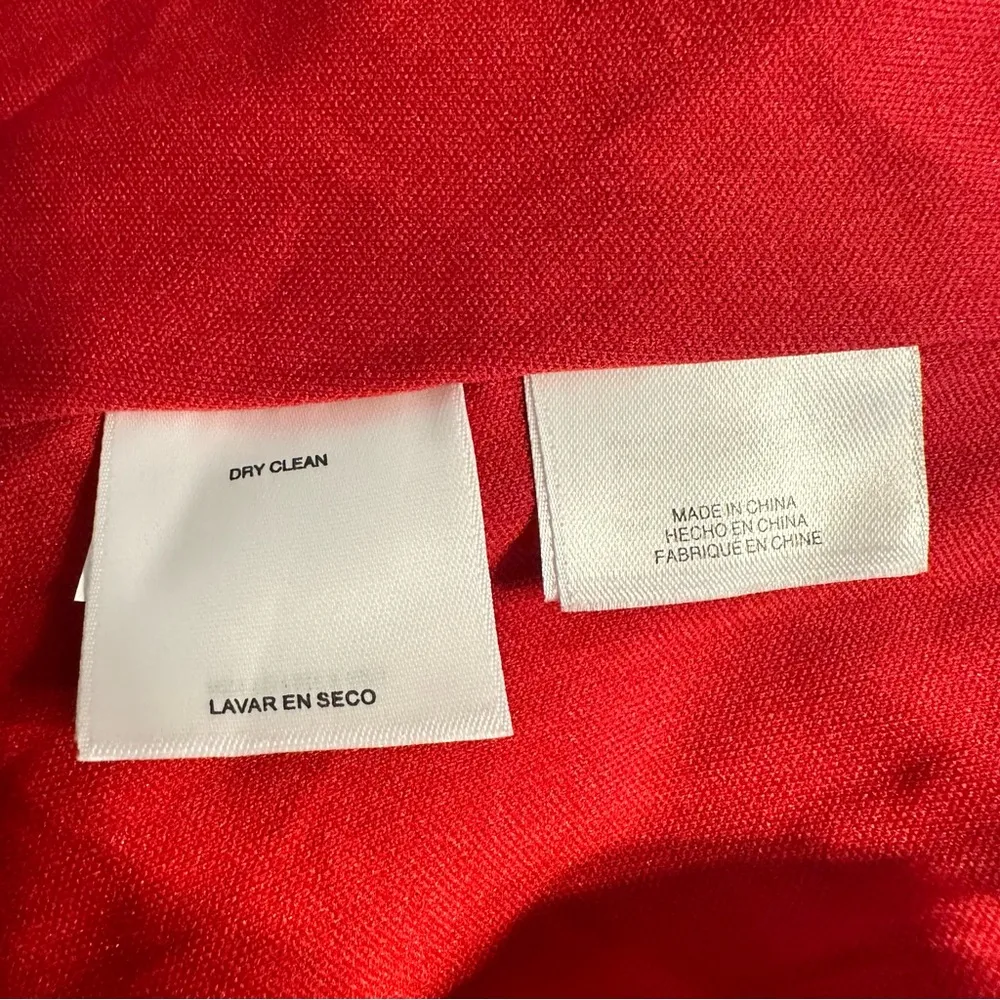 DRY CLEAN
LAVAR EN SECO
MADE IN CHINA
HECHO EN CHINA
FABRIQUÉ EN CHINE